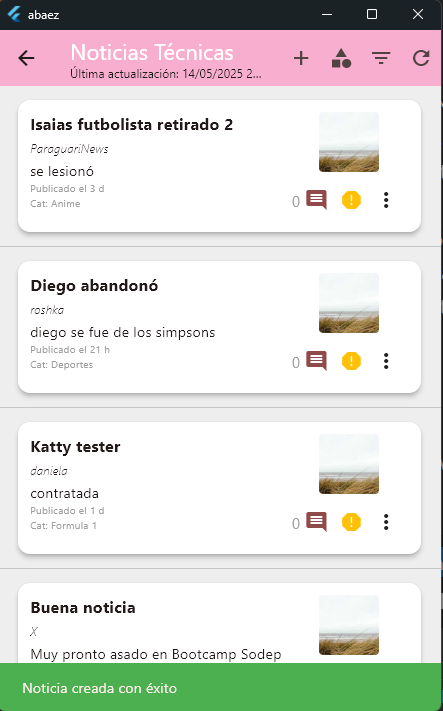 abaez
Noticias Técnicas
Última actualización: 14/05/2025 2...
Isaias futbolista retirado 2
ParaguariNews
se lesionó
Publicado el 3 d
Cat: Anime
0
Diego abandonó
roshka
diego se fue de los simpsons
Publicado el 21 h
Cat: Deportes
0
Katty tester
daniela
contratada
Publicado el 1 d
Cat: Formula 1
0
Buena noticia
X
Muy pronto asado en Bootcamp Sodep
Noticia creada con éxito